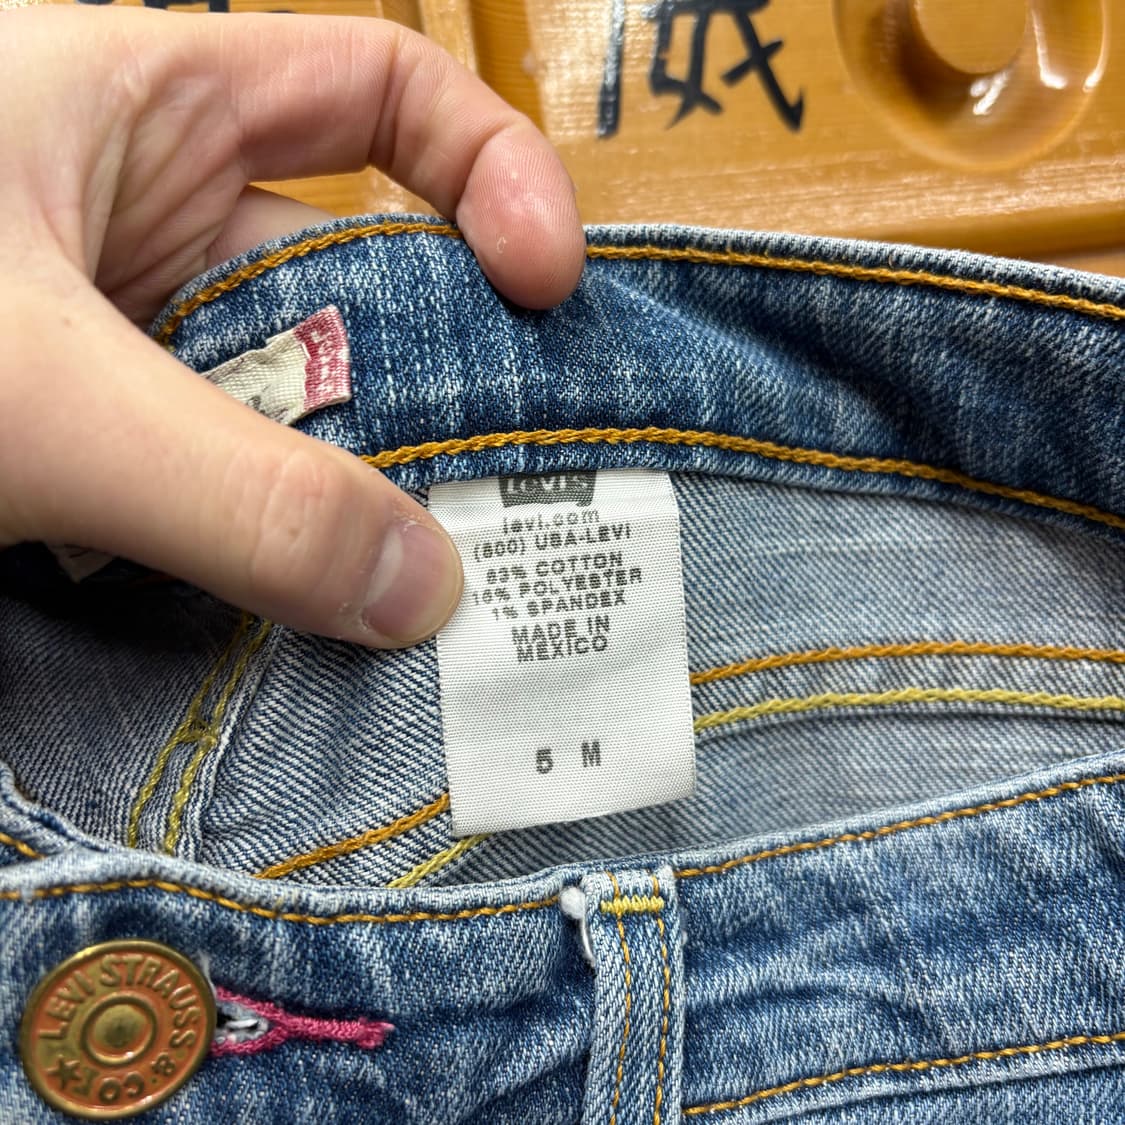 Levi's
levi.com
(800) USA-LEVI
83% COTTON
16% POLYESTER
1% SPANDEX
MADE IN
MEXICO
5 M
LEVI STRAUSS & CO